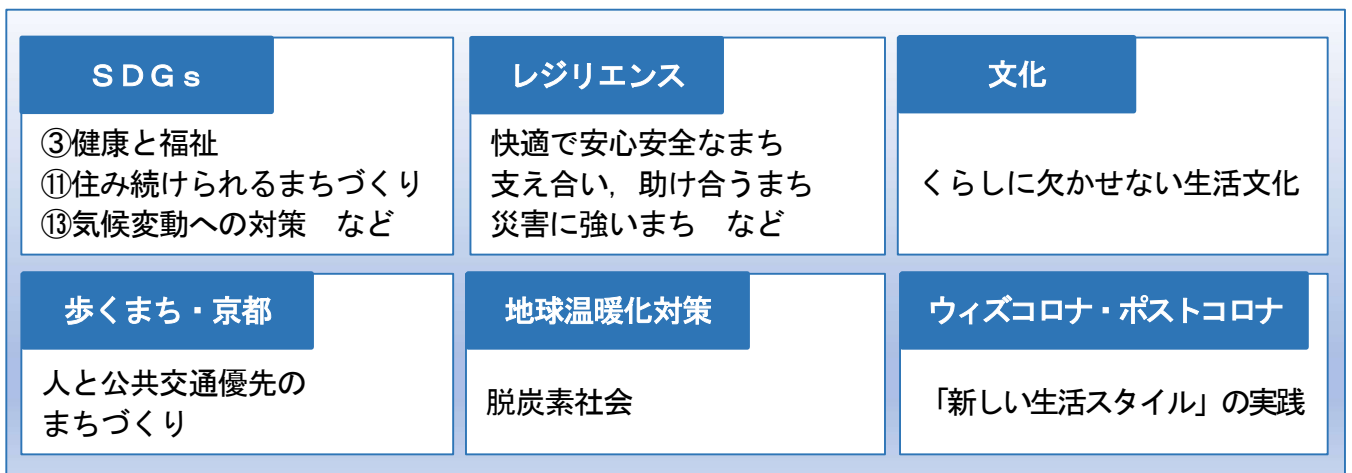 ＳＤＧｓ
③健康と福祉
⑪住み続けられるまちづくり
⑬気候変動への対策　など
レジリエンス
快適で安心安全なまち
支え合い，助け合うまち
災害に強いまち　など
文化
くらしに欠かせない生活文化
歩くまち・京都
人と公共交通優先の
まちづくり
地球温暖化対策
脱炭素社会
ウィズコロナ・ポストコロナ
「新しい生活スタイル」の実践